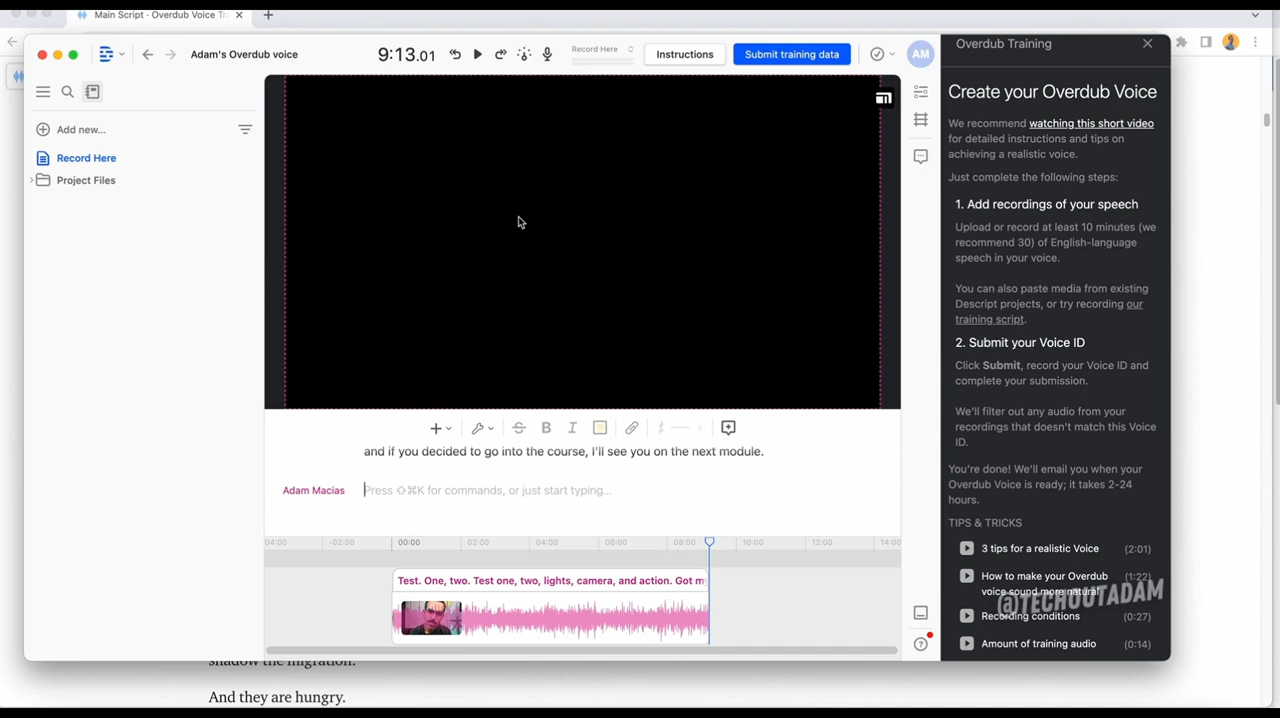 Main Script · Overdub Voice Tr
Adam's Overdub voice
9:13.01
Record Here
Instructions
Submit training data
AM
Overdub Training
Add new...
Record Here
Project Files
Create your Overdub Voice
We recommend watching this short video
for detailed instructions and tips on
achieving a realistic voice.
Just complete the following steps:
1. Add recordings of your speech
Upload or record at least 10 minutes (we
recommend 30) of English-language
speech in your voice.
You can also paste media from existing
Descript projects, or try recording our
training script.
2. Submit your Voice ID
Click Submit, record your Voice ID and
complete your submission.
We'll filter out any audio from your
recordings that doesn't match this Voice
ID.
You're done! We'll email you when your
Overdub Voice is ready; it takes 2-24
hours.
TIPS & TRICKS
3 tips for a realistic Voice (2:01)
How to make your Overdub
voice sound more natural (1:22)
Recording conditions (0:27)
Amount of training audio (0:14)
@TECHOUTADAM
B I S
and if you decided to go into the course, I'll see you on the next module.
Adam Macias
Press ⇧⌘K for commands, or just start typing...
04:00 -02:00 00:00 02:00 04:00 06:00 08:00 10:00 12:00 14:00
Test. One, two. Test one, two, lights, camera, and action. Got m
shadow the migration.
And they are hungry.